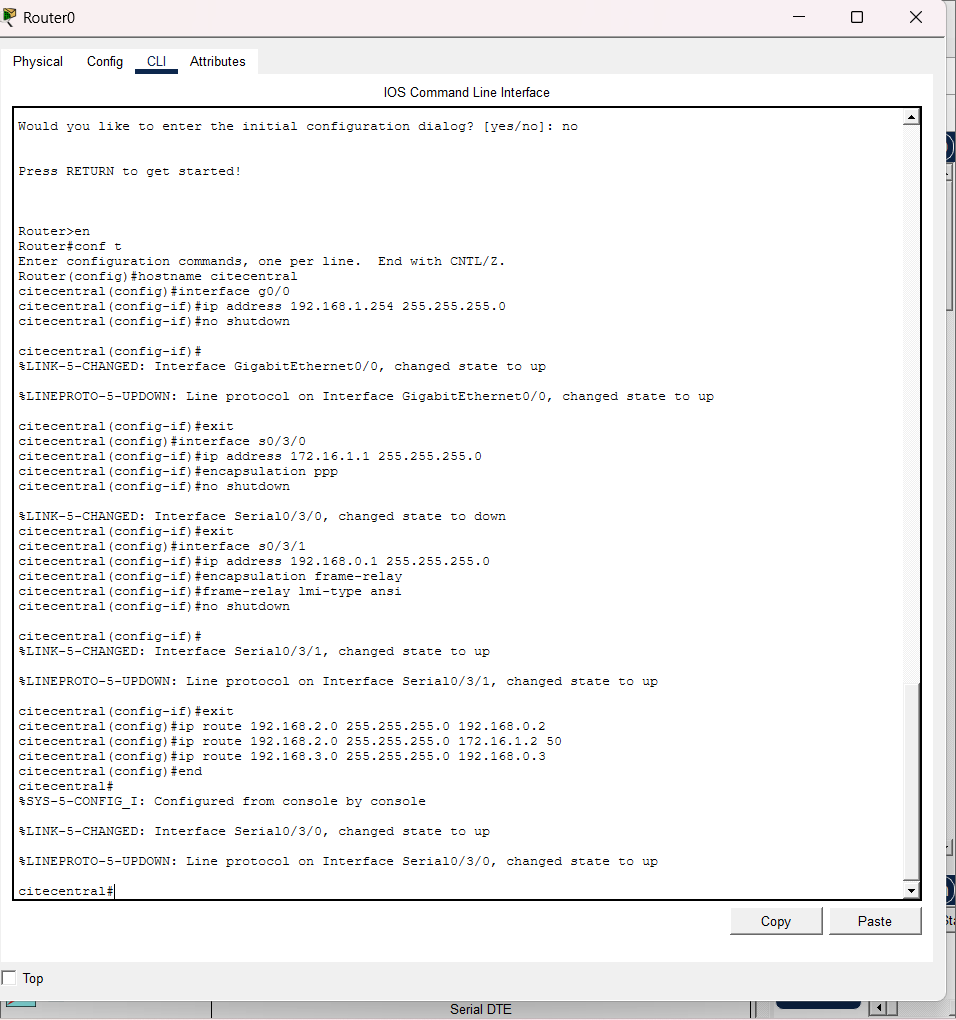 Router0
Physical Config CLI Attributes
IOS Command Line Interface
Would you like to enter the initial configuration dialog? [yes/no]: no
Press RETURN to get started!
Router>en
Router#conf t
Enter configuration commands, one per line.  End with CNTL/Z.
Router(config)#hostname citecentral
citecentral(config)#interface g0/0
citecentral(config-if)#ip address 192.168.1.254 255.255.255.0
citecentral(config-if)#no shutdown
citecentral(config-if)#
%LINK-5-CHANGED: Interface GigabitEthernet0/0, changed state to up
%LINEPROTO-5-UPDOWN: Line protocol on Interface GigabitEthernet0/0, changed state to up
citecentral(config-if)#exit
citecentral(config)#interface s0/3/0
citecentral(config-if)#ip address 172.16.1.1 255.255.255.0
citecentral(config-if)#encapsulation ppp
citecentral(config-if)#no shutdown
%LINK-5-CHANGED: Interface Serial0/3/0, changed state to down
citecentral(config-if)#exit
citecentral(config)#interface s0/3/1
citecentral(config-if)#ip address 192.168.0.1 255.255.255.0
citecentral(config-if)#encapsulation frame-relay
citecentral(config-if)#frame-relay lmi-type ansi
citecentral(config-if)#no shutdown
citecentral(config-if)#
%LINK-5-CHANGED: Interface Serial0/3/1, changed state to up
%LINEPROTO-5-UPDOWN: Line protocol on Interface Serial0/3/1, changed state to up
citecentral(config-if)#exit
citecentral(config)#ip route 192.168.2.0 255.255.255.0 192.168.0.2
citecentral(config)#ip route 192.168.2.0 255.255.255.0 172.16.1.2 50
citecentral(config)#ip route 192.168.3.0 255.255.255.0 192.168.0.3
citecentral(config)#end
citecentral#
%SYS-5-CONFIG_I: Configured from console by console
%LINK-5-CHANGED: Interface Serial0/3/0, changed state to up
%LINEPROTO-5-UPDOWN: Line protocol on Interface Serial0/3/0, changed state to up
citecentral#
Copy Paste
Top
Serial DTE